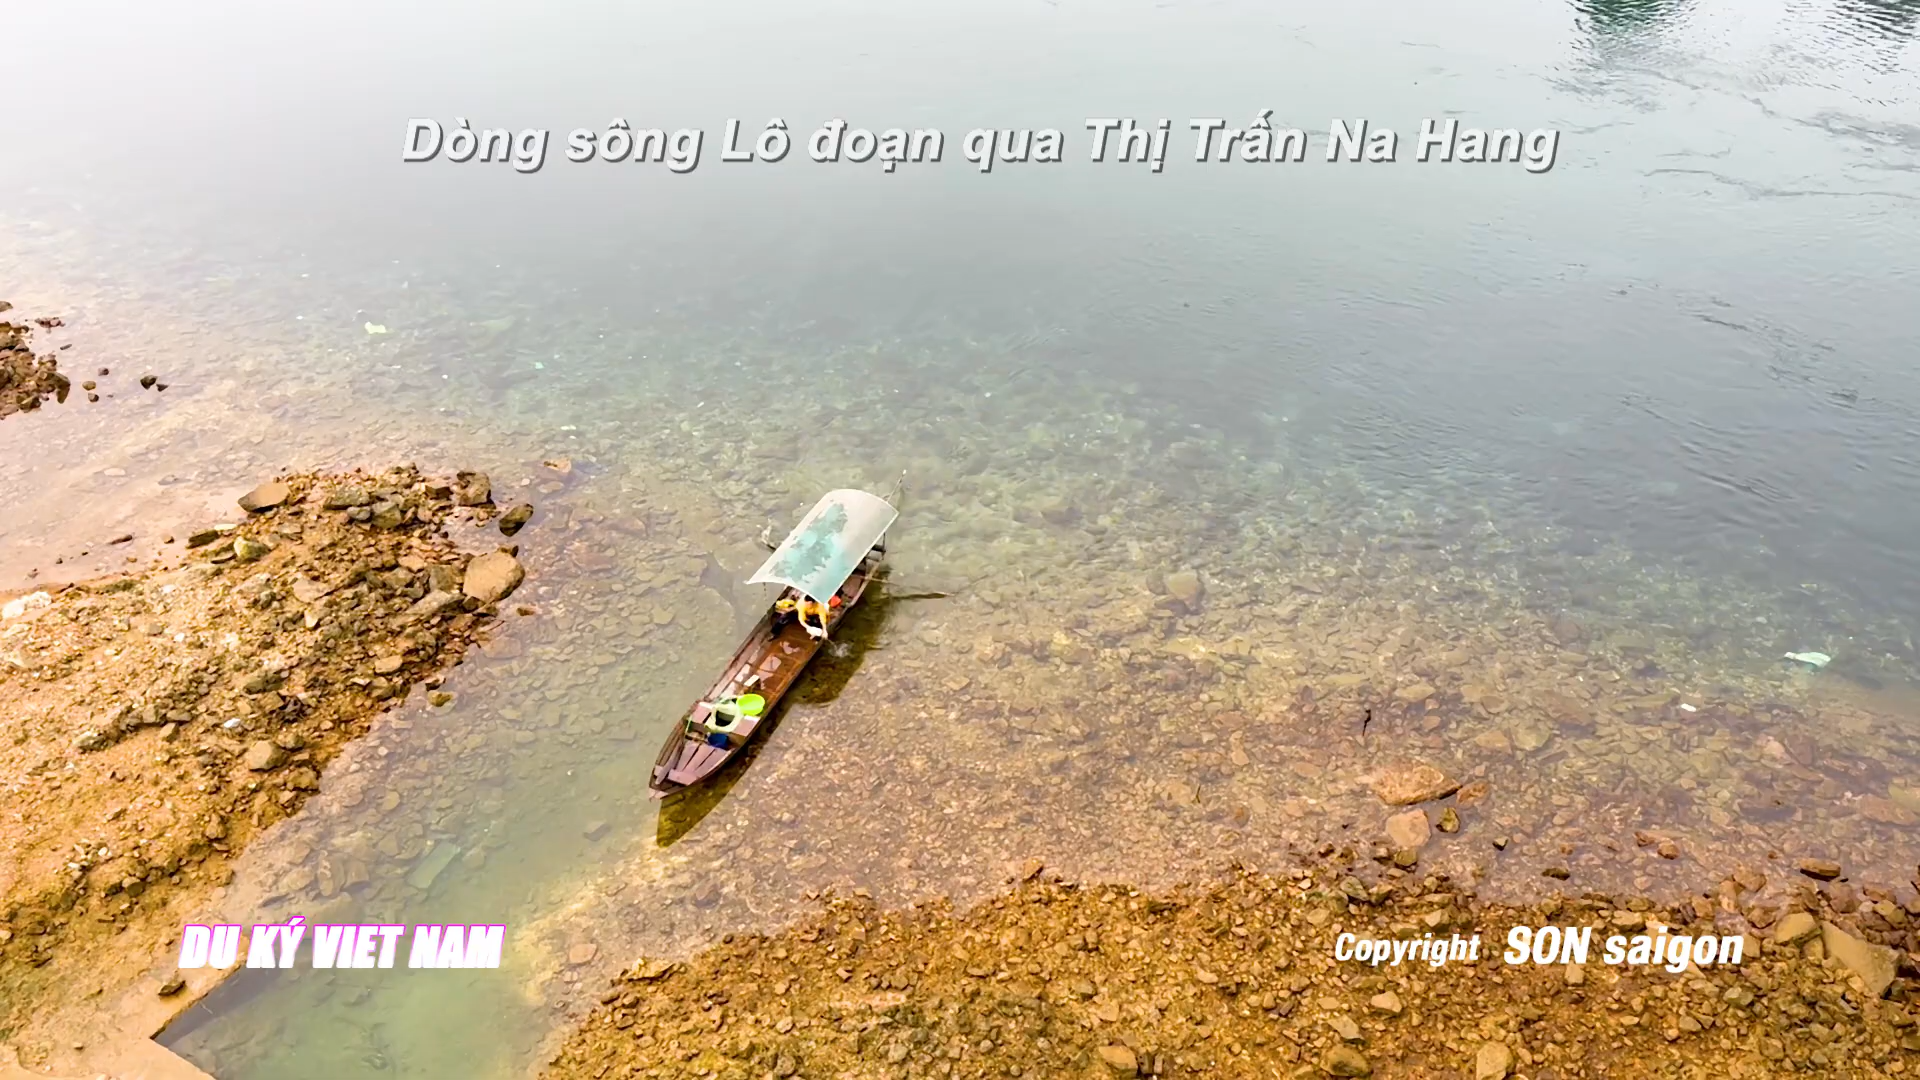 Dòng sông Lô đoạn qua Thị Trấn Na Hang
DU KÝ VIET NAM
Copyright SON saigon